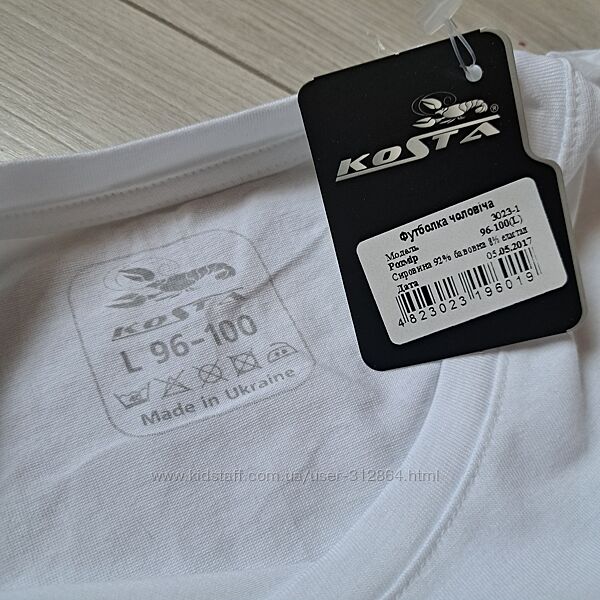 KOSTA
®
Футболка чоловіча
Модель 3023-1
Розмір 96-100(L)
Сировина 92% бавовна 8% еластан
Дата 05.05.2017
4823023196019
KOSTA
L 96-100
Made in Ukraine
www.kidstaff.com.ua/user-312864.html